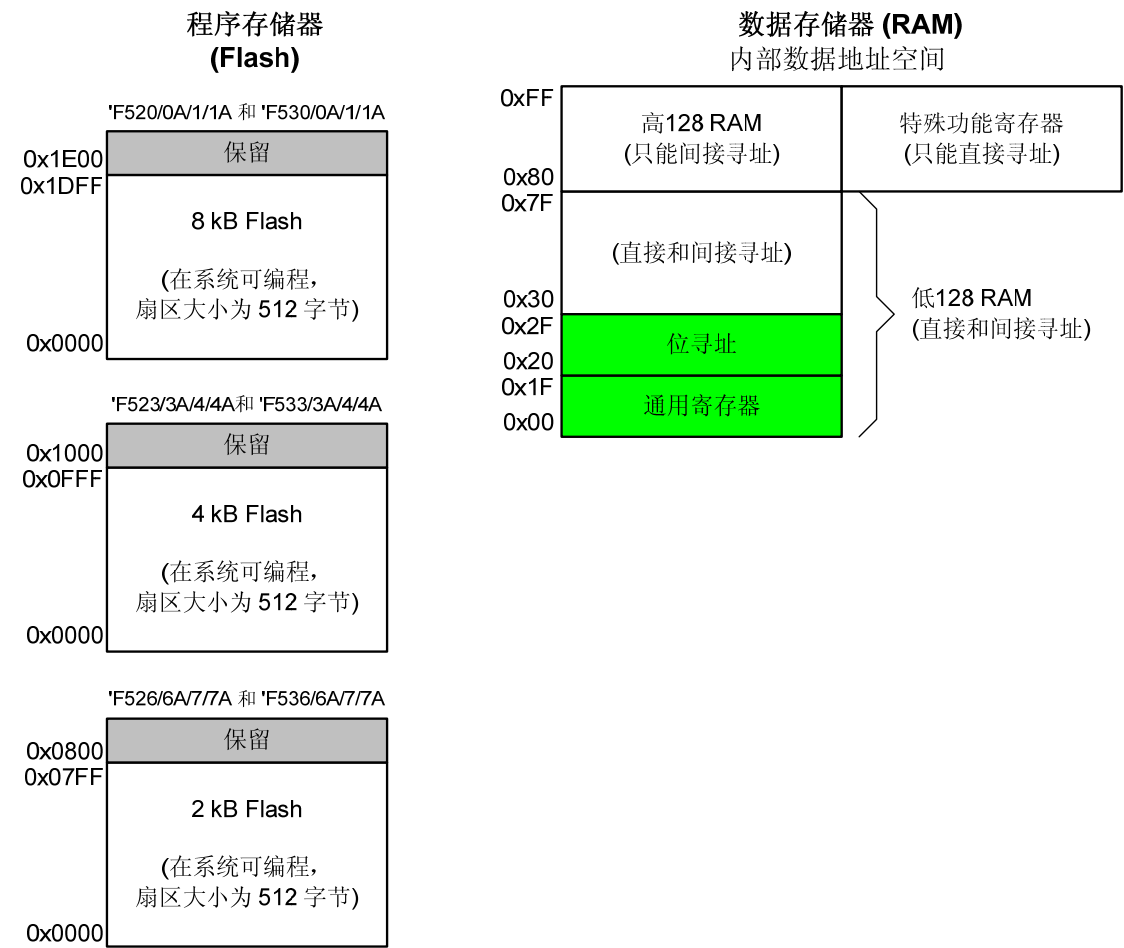 程序存储器
(Flash)
'F520/0A/1/1A 和 'F530/0A/1/1A
保留
0x1E00
0x1DFF
8 kB Flash
(在系统可编程，
扇区大小为 512 字节)
0x0000
'F523/3A/4/4A和 'F533/3A/4/4A
保留
0x1000
0x0FFF
4 kB Flash
(在系统可编程，
扇区大小为 512 字节)
0x0000
'F526/6A/7/7A 和 'F536/6A/7/7A
保留
0x0800
0x07FF
2 kB Flash
(在系统可编程，
扇区大小为 512 字节)
0x0000
数据存储器 (RAM)
内部数据地址空间
0xFF
高128 RAM
(只能间接寻址)
特殊功能寄存器
(只能直接寻址)
0x80
0x7F
(直接和间接寻址)
0x30
0x2F
位寻址
0x20
0x1F
通用寄存器
0x00
低128 RAM
(直接和间接寻址)